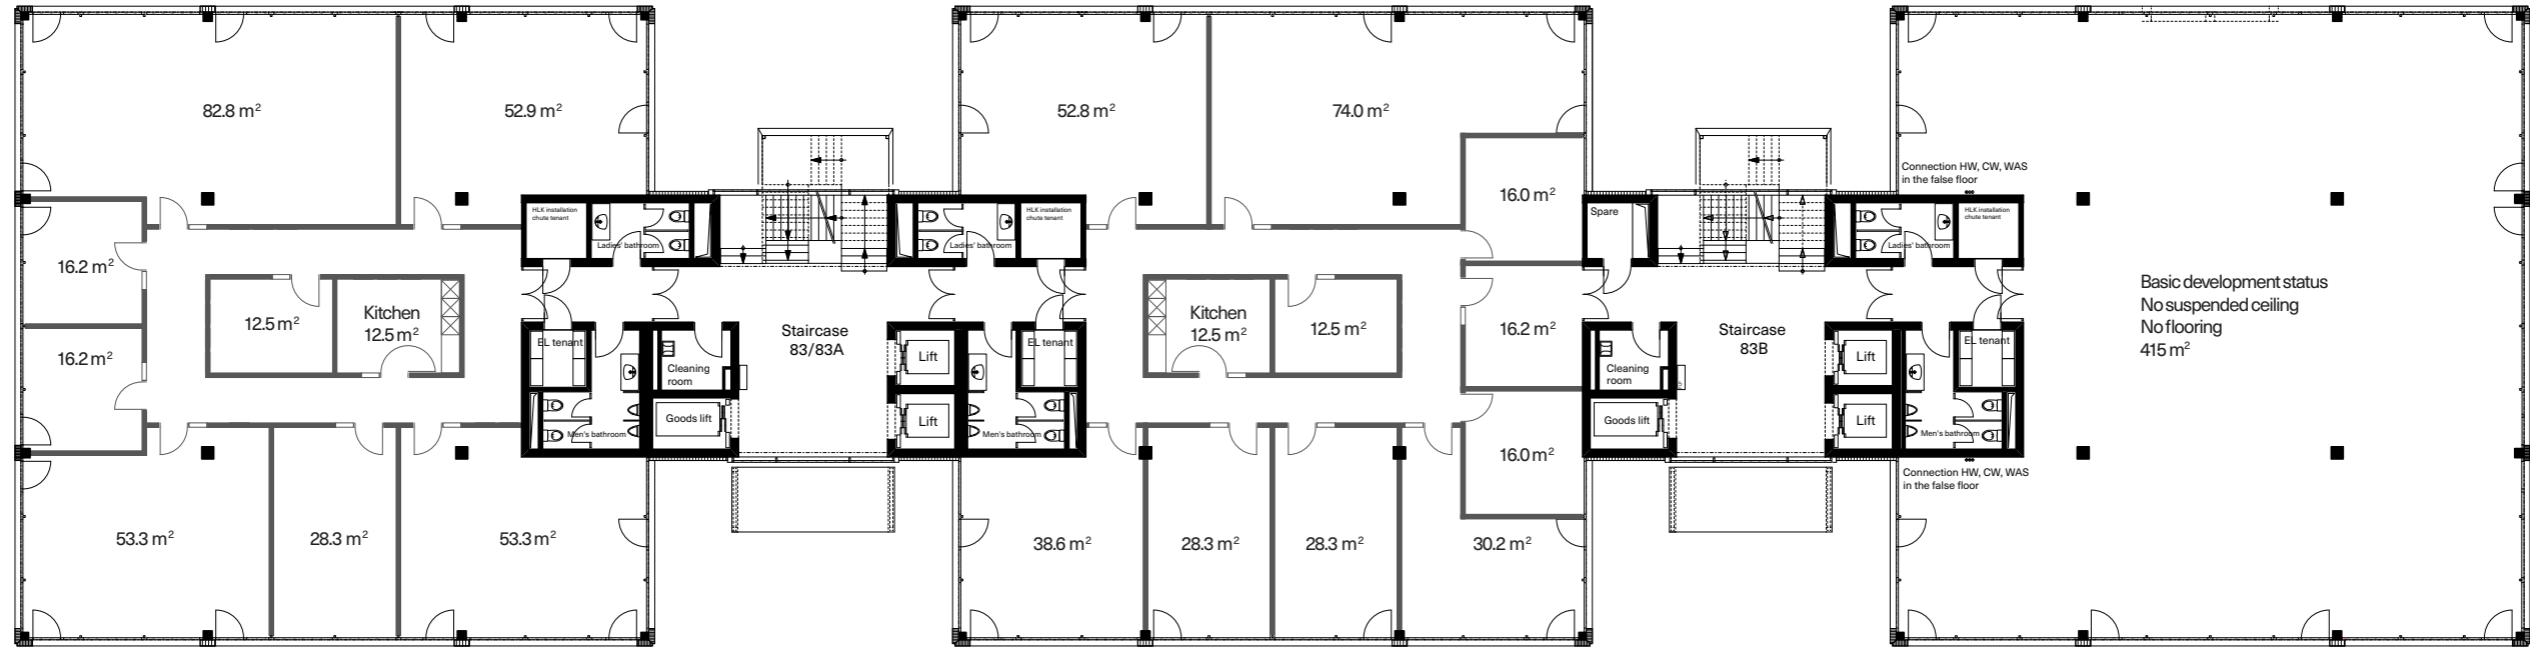 82.8 m²
52.9 m²
52.8 m²
74.0 m²
Connection HW, CW, WAS
in the false floor
16.0 m²
HLK installation
chute tenant
Ladies' bathroom
Ladies' bathroom
HLK installation
chute tenant
Spare
Ladies' bathroom
HLK installation
chute tenant
16.2 m²
12.5 m²
Kitchen
12.5 m²
Staircase
83/83A
Kitchen
12.5 m²
12.5 m²
16.2 m²
Staircase
83B
Basic development status
No suspended ceiling
No flooring
415 m²
16.2 m²
EL tenant
Cleaning
room
Lift
EL tenant
Cleaning
room
Lift
EL tenant
Goods lift
Lift
Goods lift
Lift
Men's bathroom
Men's bathroom
Men's bathroom
16.0 m²
Connection HW, CW, WAS
in the false floor
53.3 m²
28.3 m²
53.3 m²
38.6 m²
28.3 m²
28.3 m²
30.2 m²